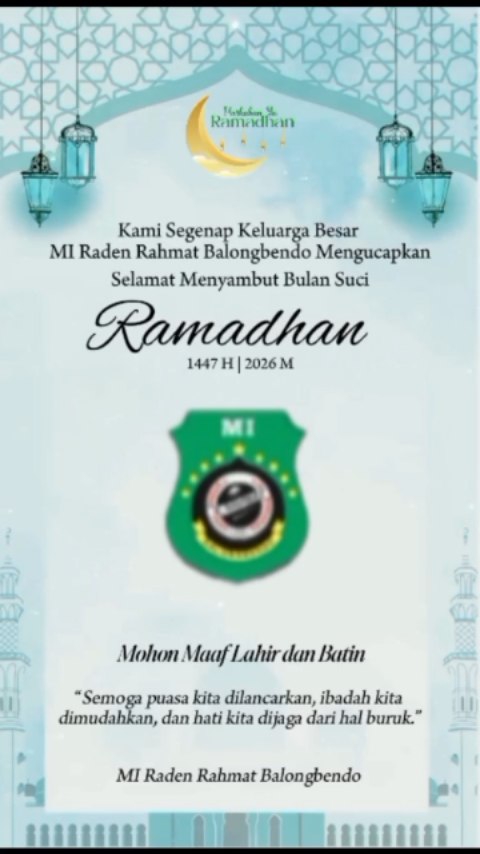 Marhaban Ya
Ramadhan
Kami Segenap Keluarga Besar
MI Raden Rahmat Balongbendo Mengucapkan
Selamat Menyambut Bulan Suci
Ramadhan
1447 H | 2026 M
MI
Mohon Maaf Lahir dan Batin
“Semoga puasa kita dilancarkan, ibadah kita
dimudahkan, dan hati kita dijaga dari hal buruk.”
MI Raden Rahmat Balongbendo